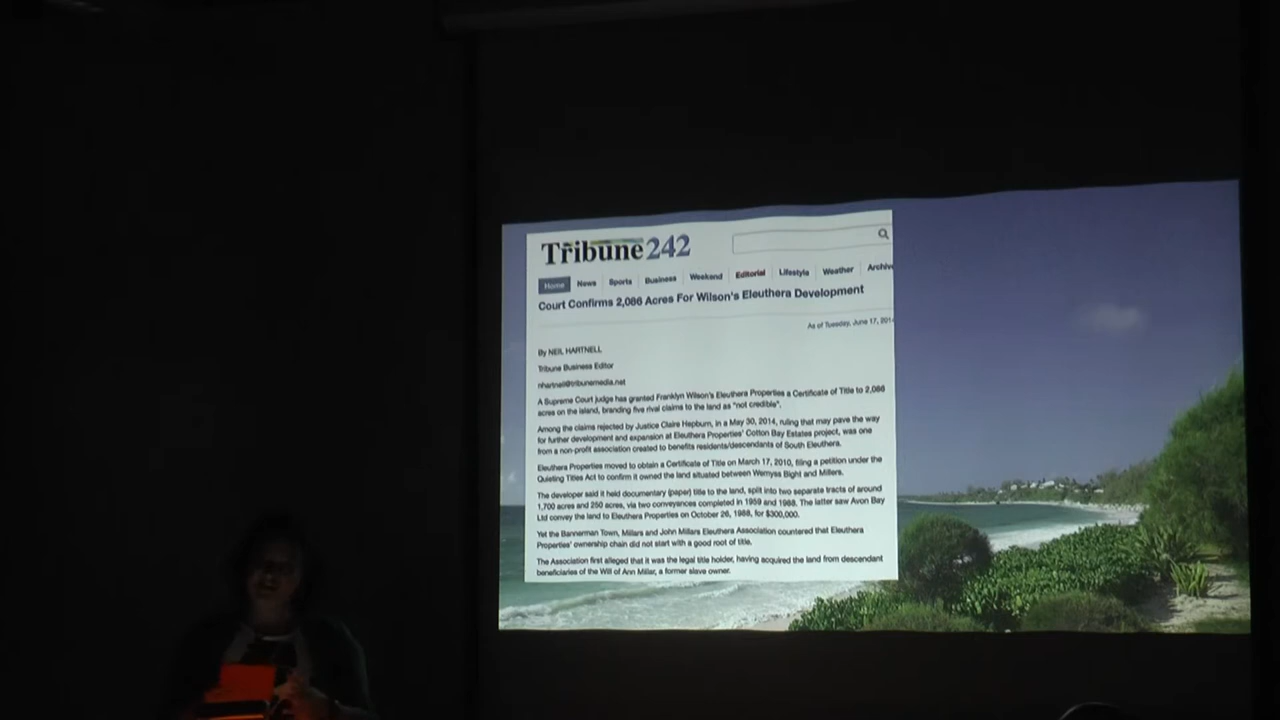 Tribune242
Home News Sports Business Weekend Editorial Lifestyle Weather Archive
Court Confirms 2,086 Acres For Wilson's Eleuthera Development
As of Tuesday, June 17, 2014
By NEIL HARTNELL
Tribune Business Editor
nhartnell@tribunemedia.net
A Supreme Court judge has granted Franklyn Wilson's Eleuthera Properties a Certificate of Title to 2,086
acres on the island, branding five rival claims to the land as "not credible".
Among the claims rejected by Justice Claire Hepburn, in a May 30, 2014, ruling that may pave the way
for further development and expansion at Eleuthera Properties' Cotton Bay Estates project, was one
from a non-profit association created to benefits residents/descendants of South Eleuthera.
Eleuthera Properties moved to obtain a Certificate of Title on March 17, 2010, filing a petition under the
Quieting Titles Act to confirm it owned the land situated between Wemyss Bight and Millers.
The developer said it held documentary (paper) title to the land, split into two separate tracts of around
1,700 acres and 250 acres, via two conveyances completed in 1959 and 1988. The latter saw Avon Bay
Ltd convey the land to Eleuthera Properties on October 26, 1988, for $300,000.
Yet the Bannerman Town, Millars and John Millars Eleuthera Association countered that Eleuthera
Properties' ownership chain did not start with a good root of title.
The Association first alleged that it was the legal title holder, having acquired the land from descendant
beneficiaries of the Will of Ann Millar, a former slave owner.